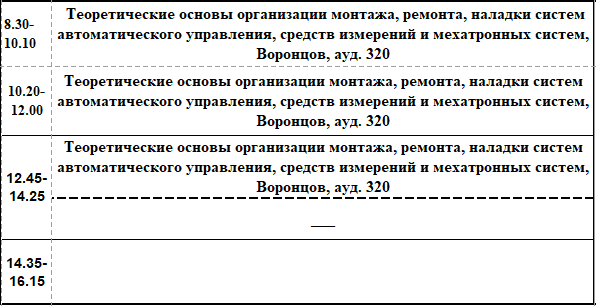 8.30-
10.10
Теоретические основы организации монтажа, ремонта, наладки систем
автоматического управления, средств измерений и мехатронных систем,
Воронцов, ауд. 320
10.20-
12.00
Теоретические основы организации монтажа, ремонта, наладки систем
автоматического управления, средств измерений и мехатронных систем,
Воронцов, ауд. 320
12.45-
14.25
Теоретические основы организации монтажа, ремонта, наладки систем
автоматического управления, средств измерений и мехатронных систем,
Воронцов, ауд. 320
—
14.35-
16.15